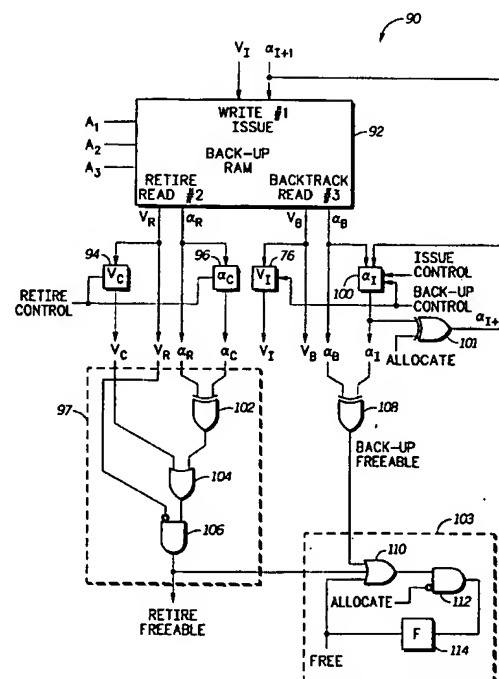 90
V_I α_{I+1}
WRITE #1
ISSUE
92
A_1
A_2
A_3
BACK-UP
RAM
RETIRE
READ #2
BACKTRACK
READ #3
V_R α_R V_B α_B
94 V_C
96 α_C
76 V_I
100 α_I
ISSUE
CONTROL
BACK-UP
CONTROL
RETIRE
CONTROL
101
ALLOCATE
V_C V_R α_R α_C V_I V_B α_B α_I
97
102
108
BACK-UP
FREEABLE
104
106
103
110
112
ALLOCATE
F
114
FREE
RETIRE
FREEABLE